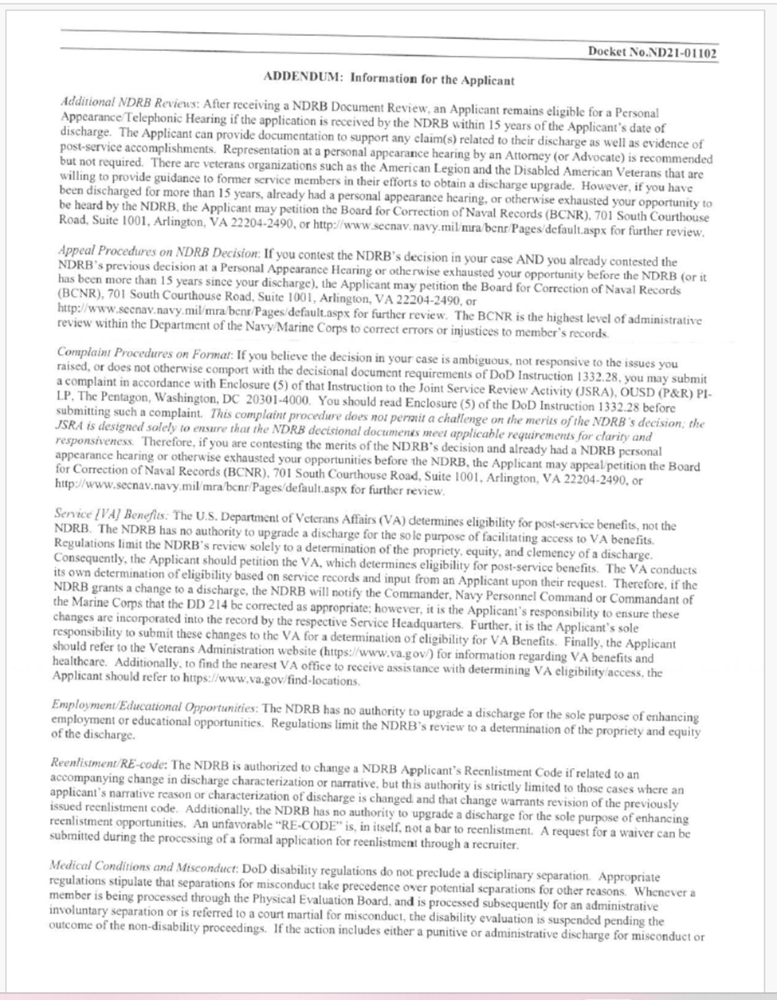 Docket No.ND21-01102
ADDENDUM: Information for the Applicant
Additional NDRB Reviews: After receiving a NDRB Document Review, an Applicant remains eligible for a Personal
Appearance/Telephonic Hearing if the application is received by the NDRB within 15 years of the Applicant's date of
discharge. The Applicant can provide documentation to support any claim(s) related to their discharge as well as evidence of
post-service accomplishments. Representation at a personal appearance hearing by an Attorney (or Advocate) is recommended
but not required. There are veterans organizations such as the American Legion and the Disabled American Veterans that are
willing to provide guidance to former service members in their efforts to obtain a discharge upgrade. However, if you have
been discharged for more than 15 years, already had a personal appearance hearing, or otherwise exhausted your opportunity to
be heard by the NDRB, the Applicant may petition the Board for Correction of Naval Records (BCNR), 701 South Courthouse
Road, Suite 1001, Arlington, VA 22204-2490, or http://www.secnav.navy.mil/mra/bcnr/Pages/default.aspx for further review.
Appeal Procedures on NDRB Decision: If you contest the NDRB's decision in your case AND you already contested the
NDRB's previous decision at a Personal Appearance Hearing or otherwise exhausted your opportunity before the NDRB (or it
has been more than 15 years since your discharge), the Applicant may petition the Board for Correction of Naval Records
(BCNR), 701 South Courthouse Road, Suite 1001, Arlington, VA 22204-2490, or
http://www.secnav.navy.mil/mra/bcnr/Pages/default.aspx for further review. The BCNR is the highest level of administrative
review within the Department of the Navy/Marine Corps to correct errors or injustices to member's records.
Complaint Procedures on Format: If you believe the decision in your case is ambiguous, not responsive to the issues you
raised, or does not otherwise comport with the decisional document requirements of DoD Instruction 1332.28, you may submit
a complaint in accordance with Enclosure (5) of that Instruction to the Joint Service Review Activity (JSRA), OUSD (P&R) PI-
LP, The Pentagon, Washington, DC 20301-4000. You should read Enclosure (5) of the DoD Instruction 1332.28 before
submitting such a complaint. This complaint procedure does not permit a challenge on the merits of the NDRB's decision; the
JSRA is designed solely to ensure that the NDRB decisional documents meet applicable requirements for clarity and
responsiveness. Therefore, if you are contesting the merits of the NDRB's decision and already had a NDRB personal
appearance hearing or otherwise exhausted your opportunities before the NDRB, the Applicant may appeal/petition the Board
for Correction of Naval Records (BCNR), 701 South Courthouse Road, Suite 1001, Arlington, VA 22204-2490, or
http://www.secnav.navy.mil/mra/bcnr/Pages/default.aspx for further review.
Service [VA] Benefits: The U.S. Department of Veterans Affairs (VA) determines eligibility for post-service benefits, not the
NDRB. The NDRB has no authority to upgrade a discharge for the sole purpose of facilitating access to VA benefits.
Regulations limit the NDRB's review solely to a determination of the propriety, equity, and clemency of a discharge.
Consequently, the Applicant should petition the VA, which determines eligibility for post-service benefits. The VA conducts
its own determination of eligibility based on service records and input from an Applicant upon their request. Therefore, if the
NDRB grants a change to a discharge, the NDRB will notify the Commander, Navy Personnel Command or Commandant of
the Marine Corps that the DD 214 be corrected as appropriate; however, it is the Applicant's responsibility to ensure these
changes are incorporated into the record by the respective Service Headquarters. Further, it is the Applicant's sole
responsibility to submit these changes to the VA for a determination of eligibility for VA Benefits. Finally, the Applicant
should refer to the Veterans Administration website (https://www.va.gov/) for information regarding VA benefits and
healthcare. Additionally, to find the nearest VA office to receive assistance with determining VA eligibility/access, the
Applicant should refer to https://www.va.gov/find-locations.
Employment/Educational Opportunities: The NDRB has no authority to upgrade a discharge for the sole purpose of enhancing
employment or educational opportunities. Regulations limit the NDRB's review to a determination of the propriety and equity
of the discharge.
Reenlistment/RE-code: The NDRB is authorized to change a NDRB Applicant's Reenlistment Code if related to an
accompanying change in discharge characterization or narrative, but this authority is strictly limited to those cases where an
applicant's narrative reason or characterization of discharge is changed and that change warrants revision of the previously
issued reenlistment code. Additionally, the NDRB has no authority to upgrade a discharge for the sole purpose of enhancing
reenlistment opportunities. An unfavorable "RE-CODE" is, in itself, not a bar to reenlistment. A request for a waiver can be
submitted during the processing of a formal application for reenlistment through a recruiter.
Medical Conditions and Misconduct: DoD disability regulations do not preclude a disciplinary separation. Appropriate
regulations stipulate that separations for misconduct take precedence over potential separations for other reasons. Whenever a
member is being processed through the Physical Evaluation Board, and is processed subsequently for an administrative
involuntary separation or is referred to a court martial for misconduct, the disability evaluation is suspended pending the
outcome of the non-disability proceedings. If the action includes either a punitive or administrative discharge for misconduct or